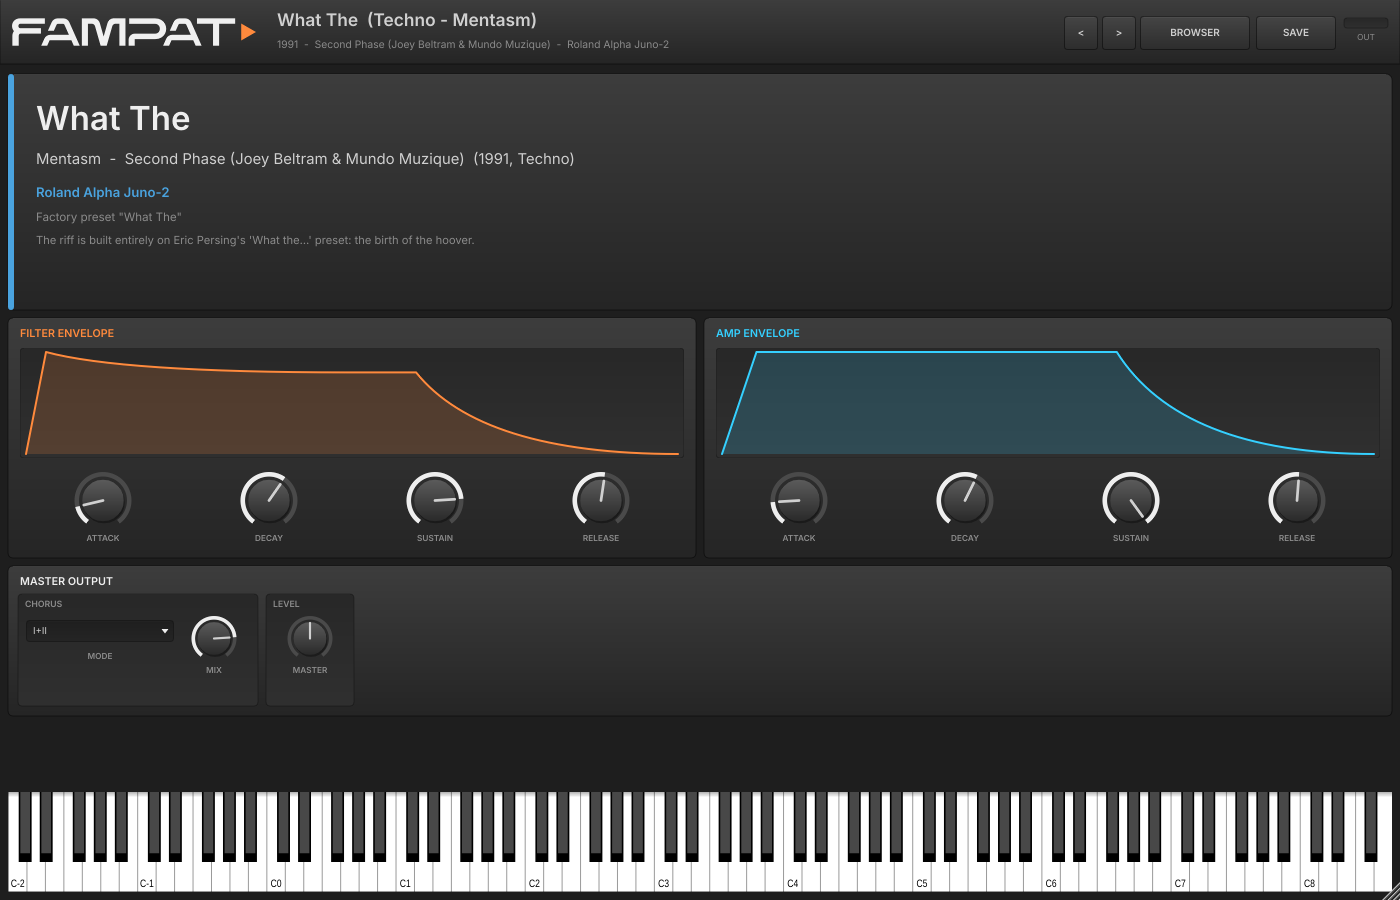 FAMPAT
What The (Techno - Mentasm)
1991 - Second Phase (Joey Beltram & Mundo Muzique) - Roland Alpha Juno-2
< > BROWSER SAVE OUT
What The
Mentasm - Second Phase (Joey Beltram & Mundo Muzique) (1991, Techno)
Roland Alpha Juno-2
Factory preset "What The"
The riff is built entirely on Eric Persing's 'What the...' preset: the birth of the hoover.
FILTER ENVELOPE
ATTACK DECAY SUSTAIN RELEASE
AMP ENVELOPE
ATTACK DECAY SUSTAIN RELEASE
MASTER OUTPUT
CHORUS
I+II
MODE
MIX
LEVEL
MASTER
C-2 C-1 C0 C1 C2 C3 C4 C5 C6 C7 C8